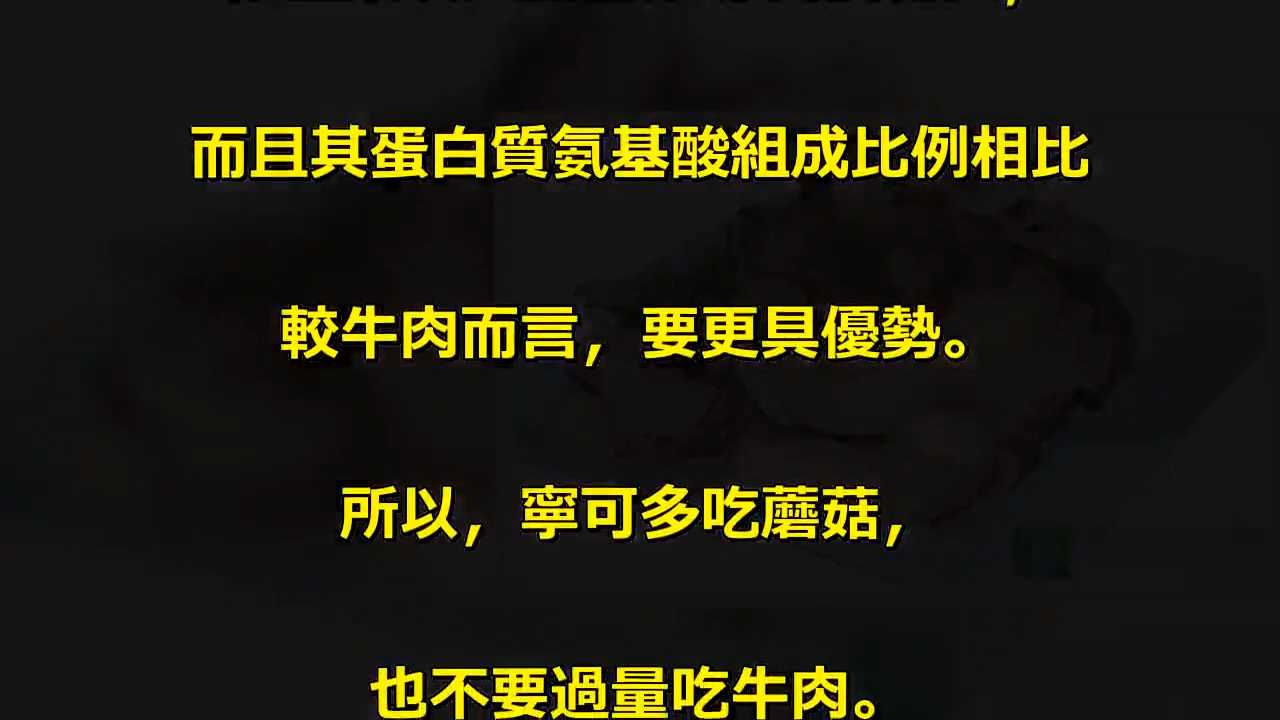 而且其蛋白質氨基酸組成比例相比
較牛肉而言，要更具優勢。
所以，寧可多吃蘑菇，
也不要過量吃牛肉。